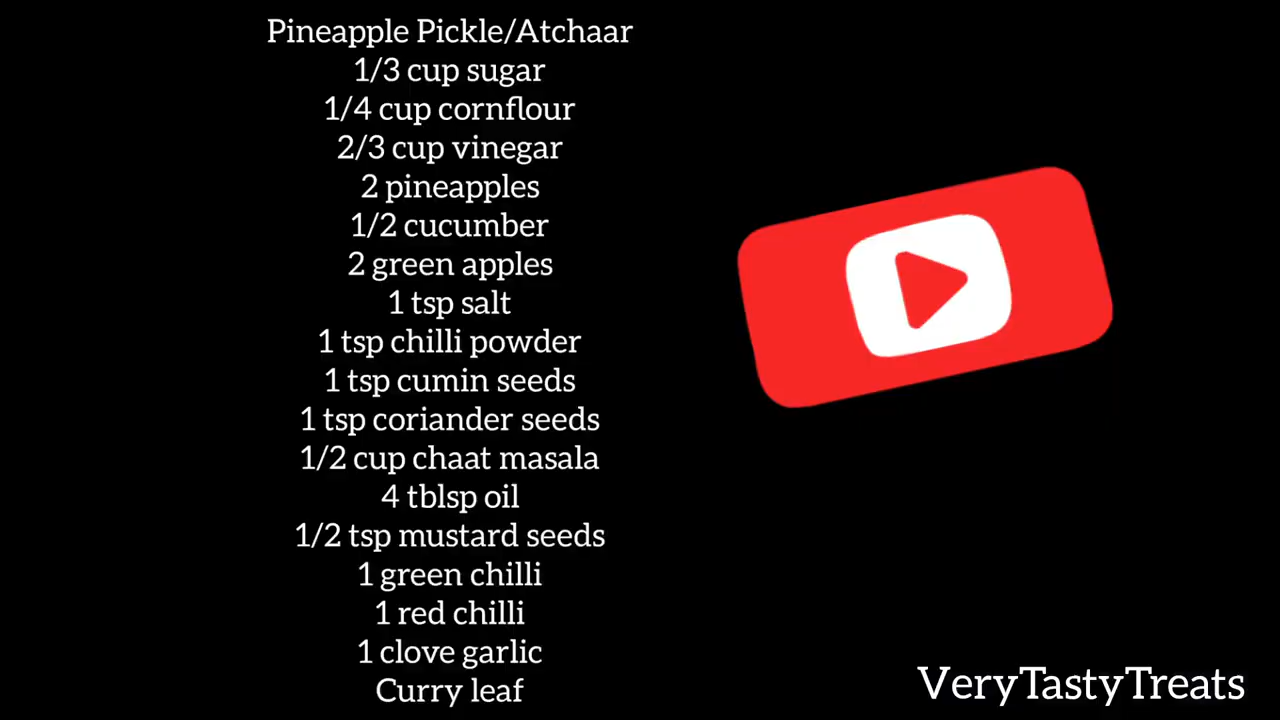 Pineapple Pickle/Atchaar
1/3 cup sugar
1/4 cup cornflour
2/3 cup vinegar
2 pineapples
1/2 cucumber
2 green apples
1 tsp salt
1 tsp chilli powder
1 tsp cumin seeds
1 tsp coriander seeds
1/2 cup chaat masala
4 tblsp oil
1/2 tsp mustard seeds
1 green chilli
1 red chilli
1 clove garlic
Curry leaf
VeryTastyTreats